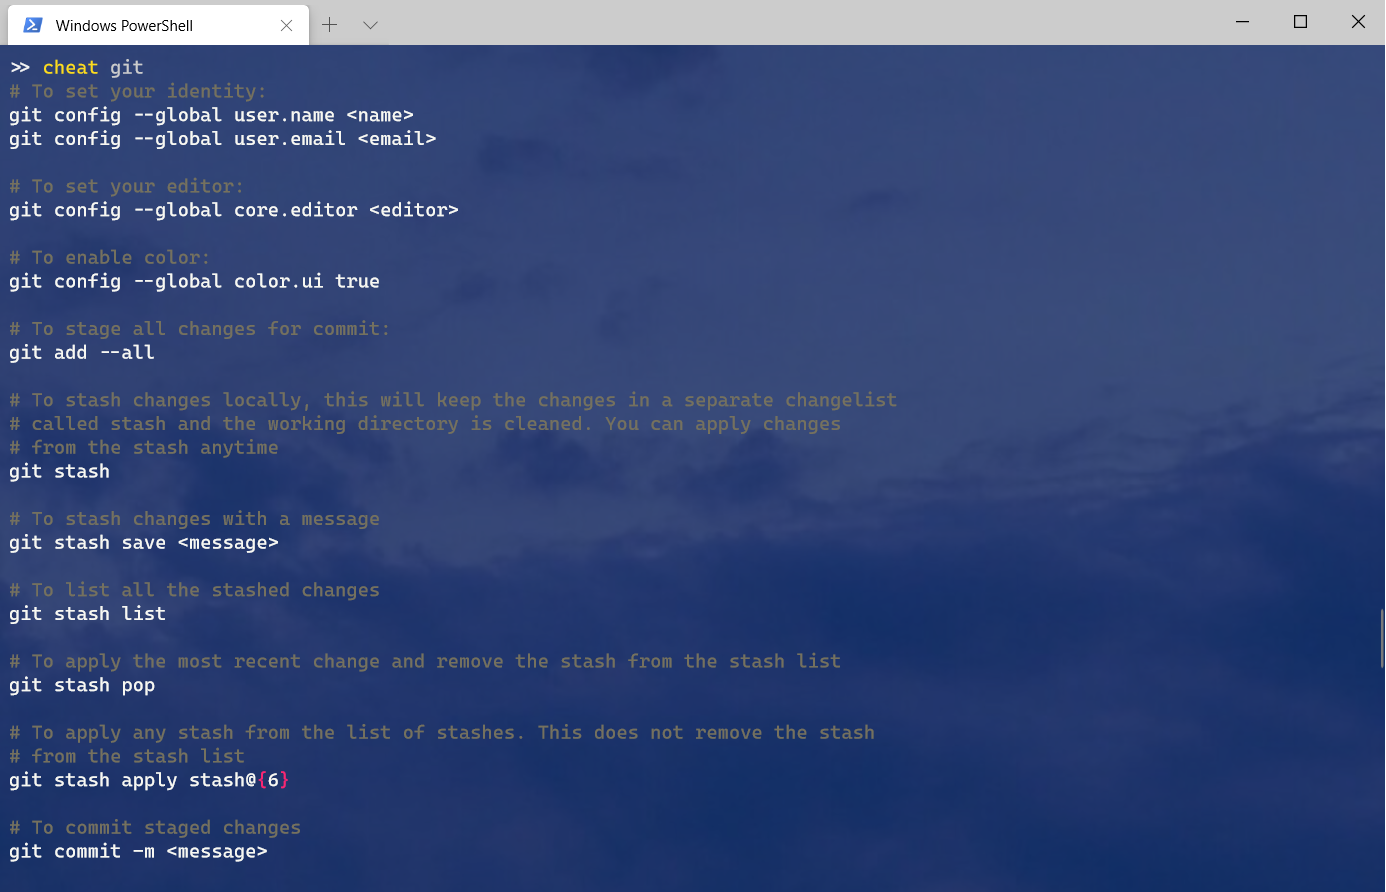 Windows PowerShell
>> cheat git
# To set your identity:
git config --global user.name <name>
git config --global user.email <email>
# To set your editor:
git config --global core.editor <editor>
# To enable color:
git config --global color.ui true
# To stage all changes for commit:
git add --all
# To stash changes locally, this will keep the changes in a separate changelist
# called stash and the working directory is cleaned. You can apply changes
# from the stash anytime
git stash
# To stash changes with a message
git stash save <message>
# To list all the stashed changes
git stash list
# To apply the most recent change and remove the stash from the stash list
git stash pop
# To apply any stash from the list of stashes. This does not remove the stash
# from the stash list
git stash apply stash@{6}
# To commit staged changes
git commit -m <message>